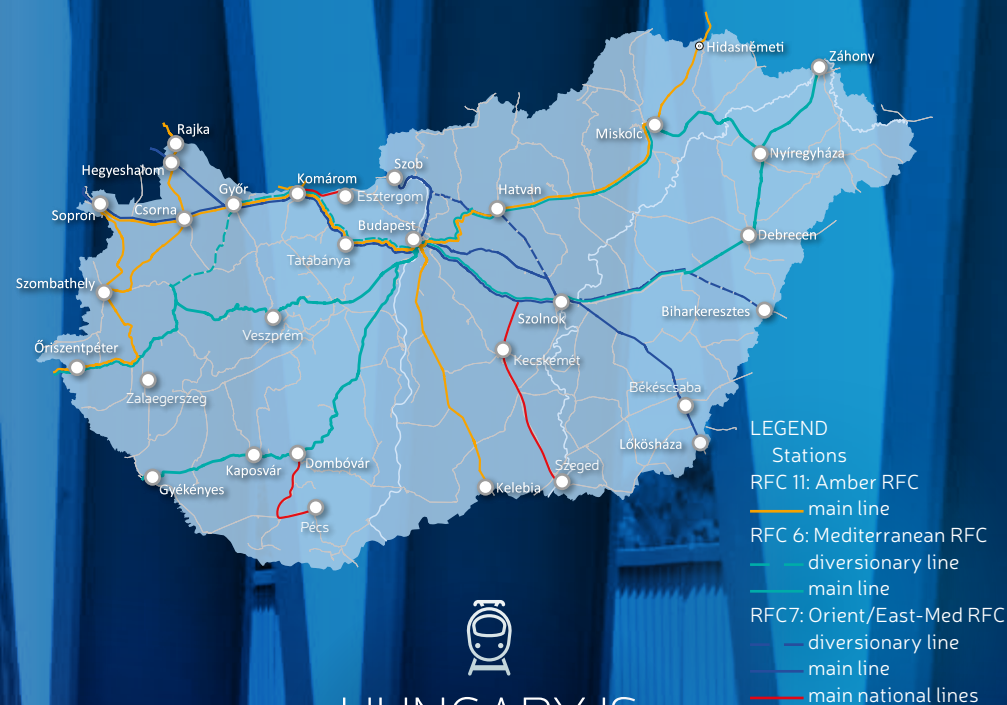 Hidasnémeti
Záhony
Rajka
Miskolc
Nyíregyháza
Hegyeshalom
Szob
Komárom
Győr
Esztergom
Hatvan
Csorna
Sopron
Budapest
Debrecen
Tatabánya
Szombathely
Szolnok
Biharkeresztes
Veszprém
Őriszentpéter
Kecskemét
Zalaegerszeg
Békéscsaba
Lőkösháza
Kaposvár
Dombóvár
Szeged
Gyékényes
Kelebia
Pécs
LEGEND
Stations
RFC 11: Amber RFC
main line
RFC 6: Mediterranean RFC
diversionary line
main line
RFC7: Orient/East-Med RFC
diversionary line
main line
main national lines
HUNGARY IS